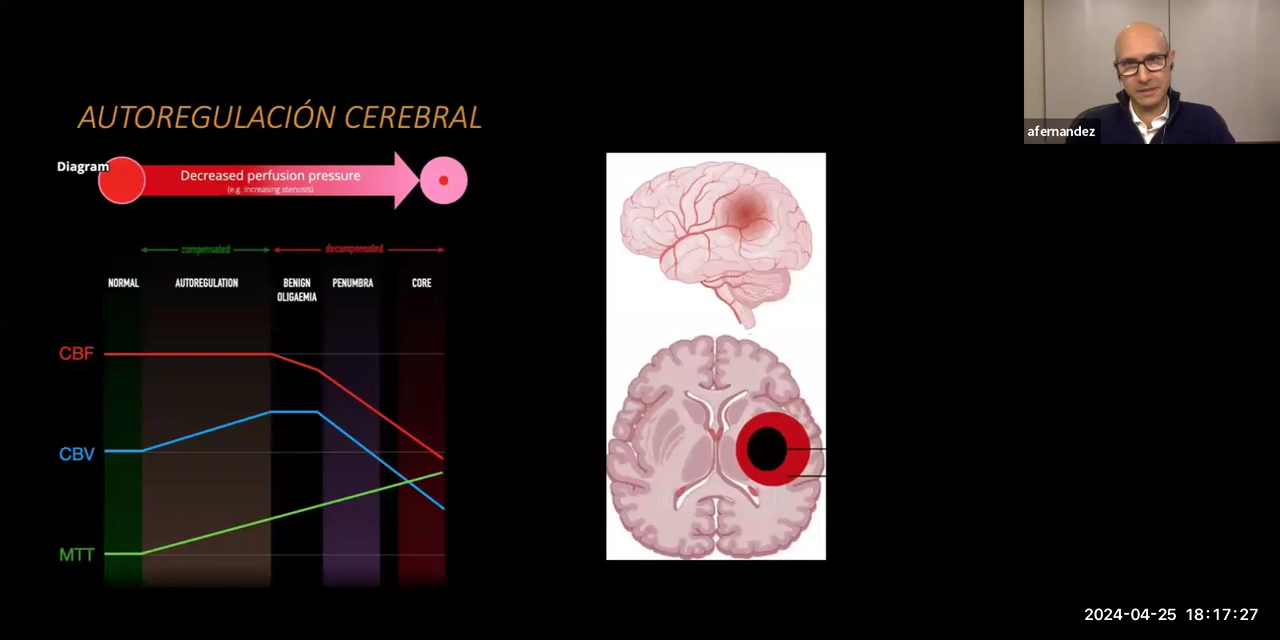 afernandez
AUTOREGULACIÓN CEREBRAL
Diagram
Decreased perfusion pressure
(e.g. increasing stenosis)
compensated
decompensated
NORMAL
AUTOREGULATION
BENIGN
OLIGAEMIA
PENUMBRA
CORE
CBF
CBV
MTT
2024-04-25 18:17:27